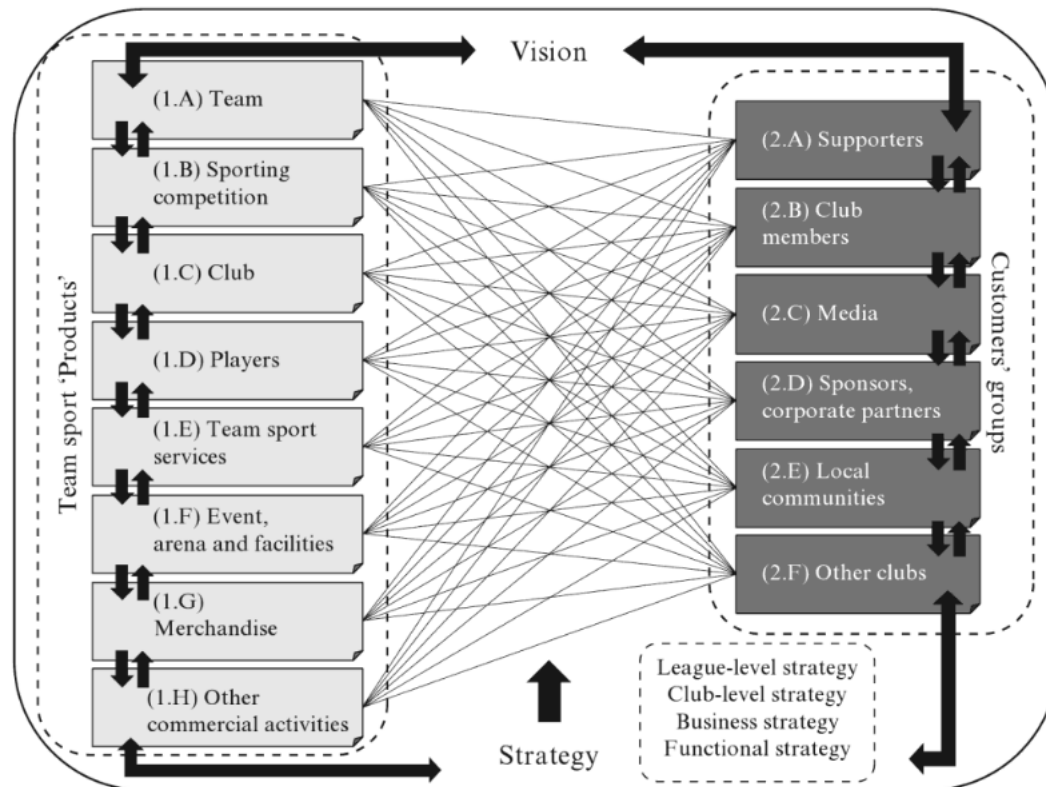 Vision
Team sport ‘Products’
(1.A) Team
(1.B) Sporting
competition
(1.C) Club
(1.D) Players
(1.E) Team sport
services
(1.F) Event,
arena and facilities
(1.G)
Merchandise
(1.H) Other
commercial activities
Customers’ groups
(2.A) Supporters
(2.B) Club
members
(2.C) Media
(2.D) Sponsors,
corporate partners
(2.E) Local
communities
(2.F) Other clubs
Strategy
League-level strategy
Club-level strategy
Business strategy
Functional strategy